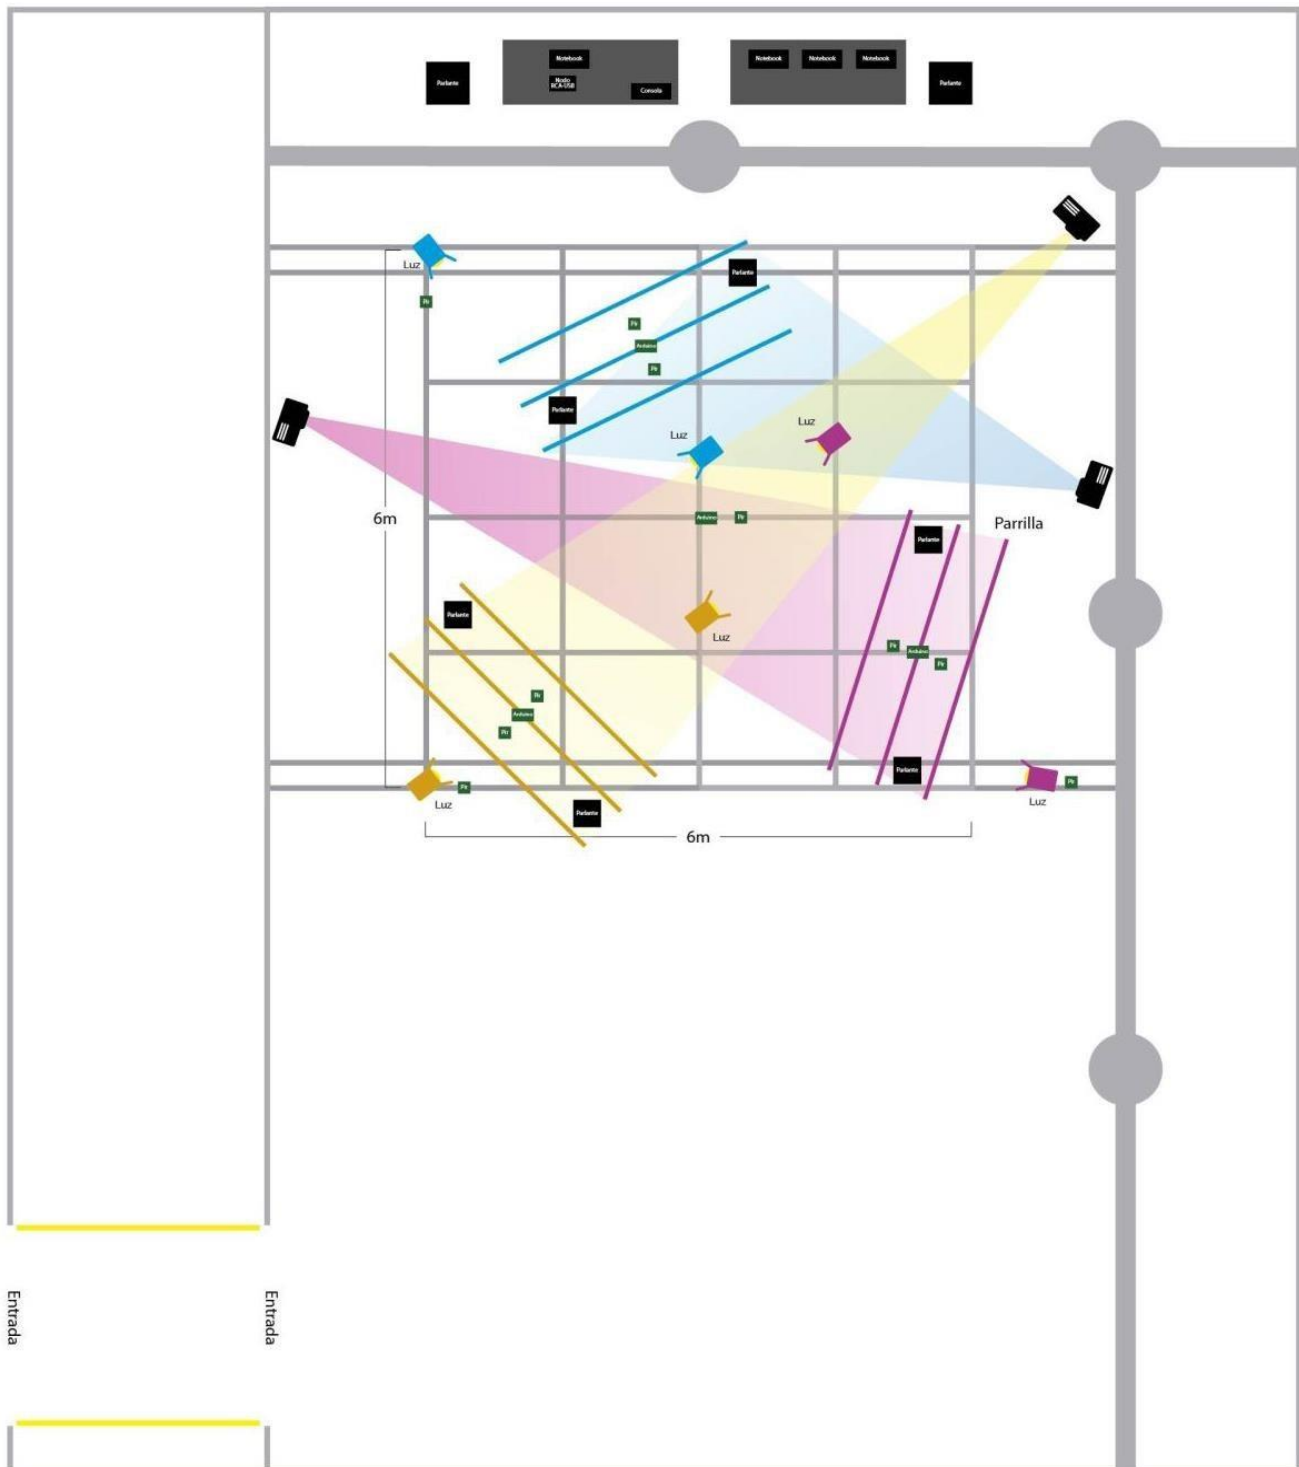 Notebook
Notebook
Notebook
Notebook
Parlante
Nodo
RCA-USB
Consola
Parlante
Luz
Parlante
Pir
Pir
Arduino
Pir
Parlante
Luz
Luz
6m
Arduino
Pir
Parrilla
Parlante
Parlante
Luz
Pir
Arduino
Pir
Pir
Arduino
Pir
Parlante
Luz
Pir
Pir
Luz
Parlante
6m
Entrada
Entrada